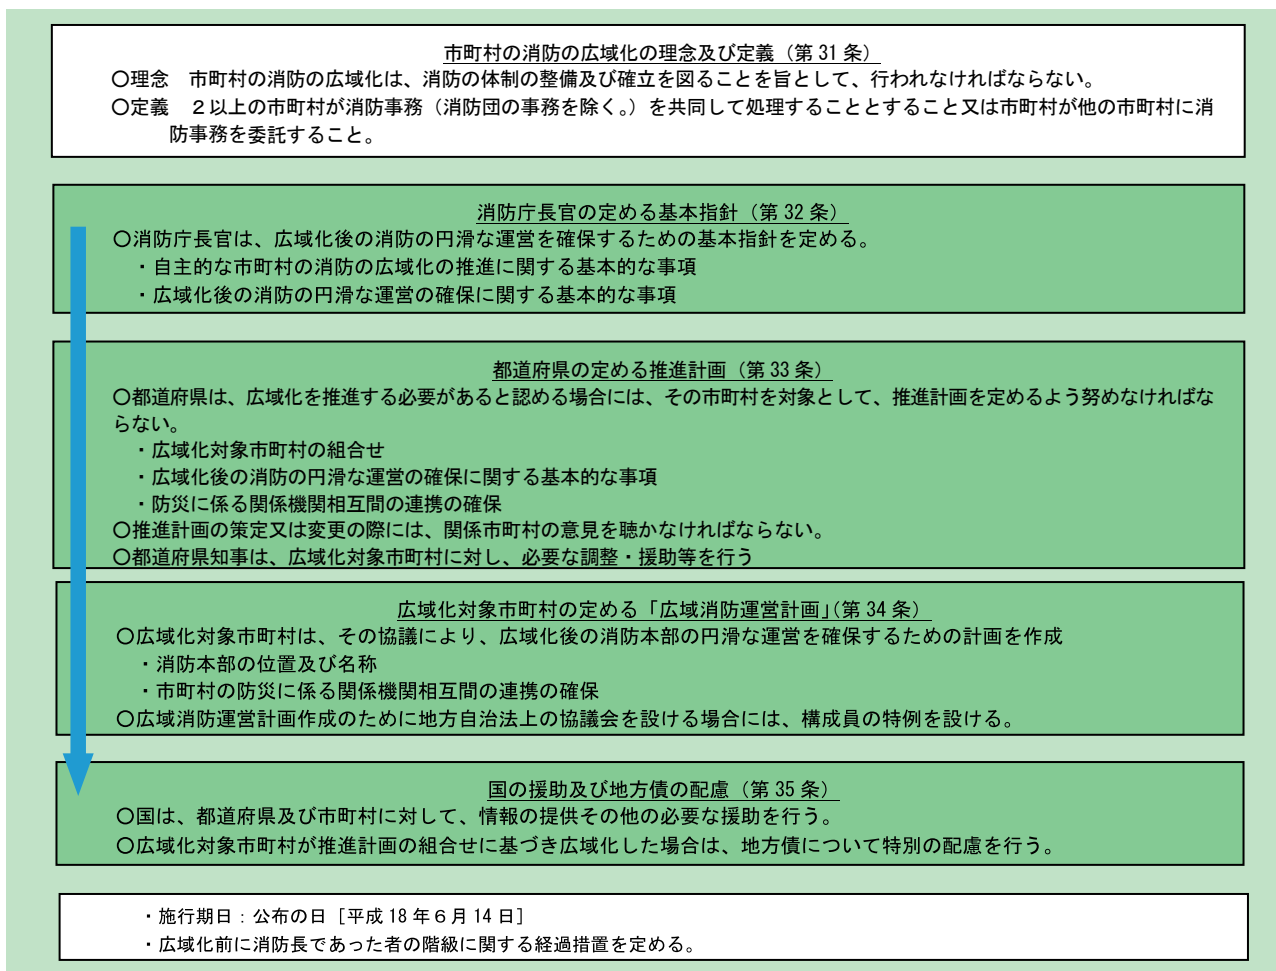 市町村の消防の広域化の理念及び定義（第 31 条）
○理念　市町村の消防の広域化は、消防の体制の整備及び確立を図ることを旨として、行われなければならない。
○定義　２以上の市町村が消防事務（消防団の事務を除く。）を共同して処理することとすること又は市町村が他の市町村に消
防事務を委託すること。
消防庁長官の定める基本指針（第 32 条）
○消防庁長官は、広域化後の消防の円滑な運営を確保するための基本指針を定める。
・自主的な市町村の消防の広域化の推進に関する基本的な事項
・広域化後の消防の円滑な運営の確保に関する基本的な事項
都道府県の定める推進計画（第 33 条）
○都道府県は、広域化を推進する必要があると認める場合には、その市町村を対象として、推進計画を定めるよう努めなければな
らない。
・広域化対象市町村の組合せ
・広域化後の消防の円滑な運営の確保に関する基本的な事項
・防災に係る関係機関相互間の連携の確保
○推進計画の策定又は変更の際には、関係市町村の意見を聴かなければならない。
○都道府県知事は、広域化対象市町村に対し、必要な調整・援助等を行う
広域化対象市町村の定める「広域消防運営計画」（第 34 条）
○広域化対象市町村は、その協議により、広域化後の消防本部の円滑な運営を確保するための計画を作成
・消防本部の位置及び名称
・市町村の防災に係る関係機関相互間の連携の確保
○広域消防運営計画作成のために地方自治法上の協議会を設ける場合には、構成員の特例を設ける。
国の援助及び地方債の配慮（第 35 条）
○国は、都道府県及び市町村に対して、情報の提供その他の必要な援助を行う。
○広域化対象市町村が推進計画の組合せに基づき広域化した場合は、地方債について特別の配慮を行う。
・施行期日：公布の日［平成 18 年６月 14 日］
・広域化前に消防長であった者の階級に関する経過措置を定める。